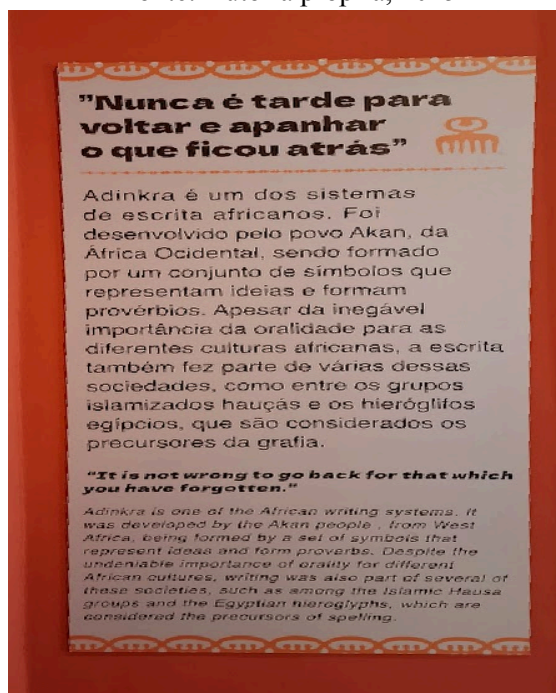 ”Nunca é tarde para
voltar e apanhar
o que ficou atrás”
Adinkra é um dos sistemas
de escrita africanos. Foi
desenvolvido pelo povo Akan, da
África Ocidental, sendo formado
por um conjunto de símbolos que
representam ideias e formam
provérbios. Apesar da inegável
importância da oralidade para as
diferentes culturas africanas, a escrita
também fez parte de várias dessas
sociedades, como entre os grupos
islamizados hauçás e os hieróglifos
egípcios, que são considerados os
precursores da grafia.
“It is not wrong to go back for that which
you have forgotten.”
Adinkra is one of the African writing systems. It
was developed by the Akan people , from West
Africa, being formed by a set of symbols that
represent ideas and form proverbs. Despite the
undeniable importance of orality for different
African cultures, writing was also part of several of
these societies, such as among the Islamic Hausa
groups and the Egyptian hieroglyphs, which are
considered the precursors of spelling.